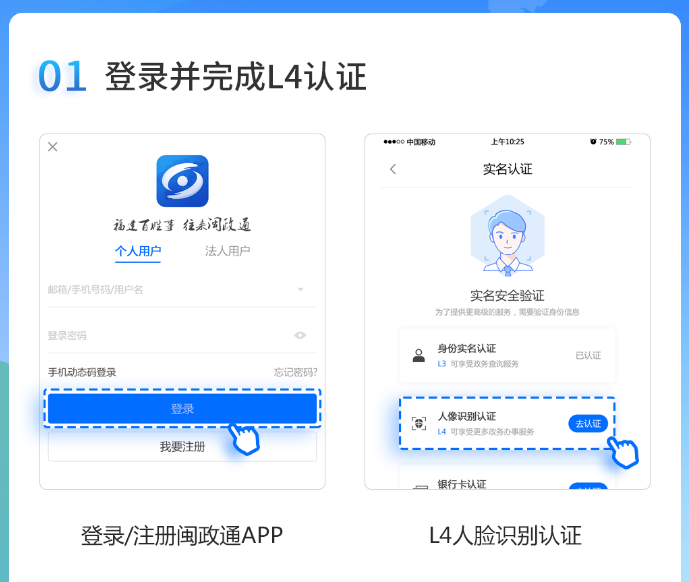 01 登录并完成L4认证
福建百姓事 往来闽政通
个人用户 法人用户
邮箱/手机号码/用户名
登录密码
手机动态码登录 忘记密码?
登录
我要注册
登录/注册闽政通APP
中国移动 上午10:25 75%
实名认证
实名安全验证
为了提供更高级的服务，需要验证身份信息
身份实名认证
L3 可享受政务查询服务
已认证
人像识别认证
L4 可享受更多政务办事服务
去认证
银行卡认证
L4人脸识别认证